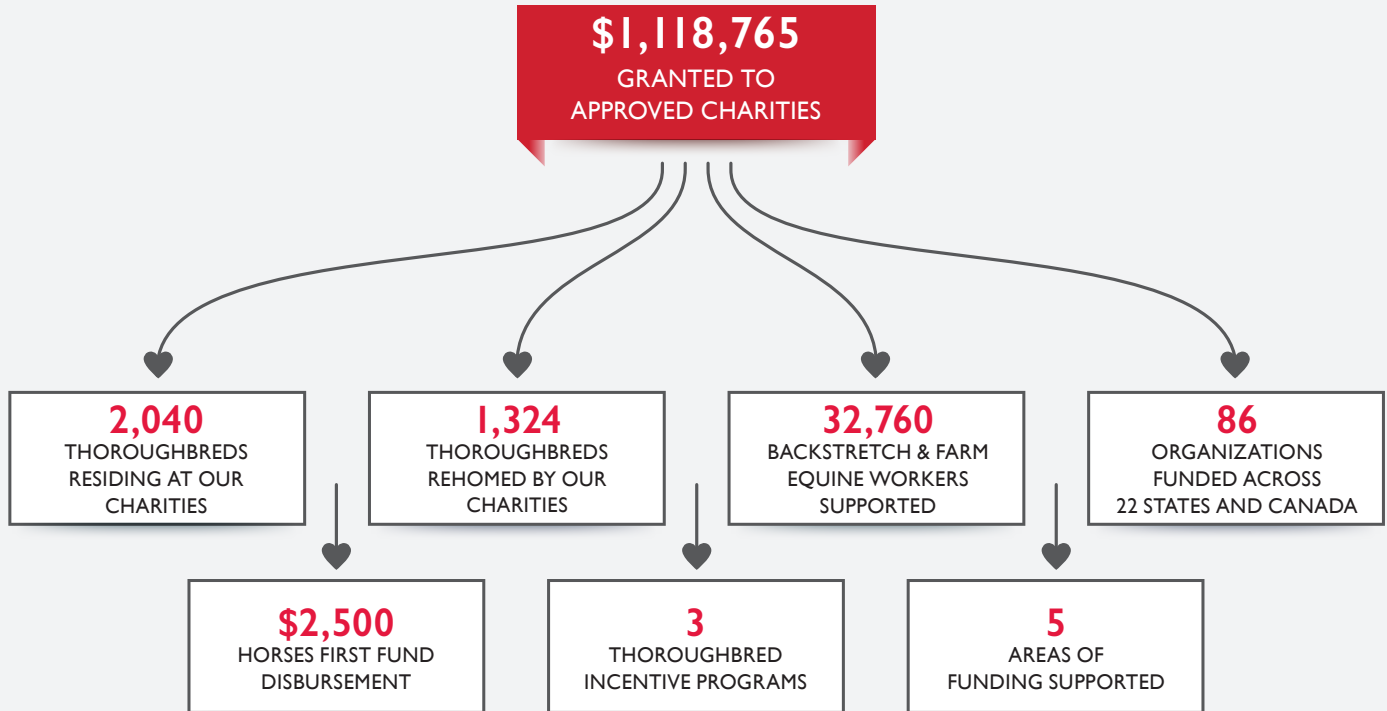 $1,118,765
GRANTED TO
APPROVED CHARITIES
2,040
THOROUGHBREDS
RESIDING AT OUR
CHARITIES
1,324
THOROUGHBREDS
REHOMED BY OUR
CHARITIES
32,760
BACKSTRETCH & FARM
EQUINE WORKERS
SUPPORTED
86
ORGANIZATIONS
FUNDED ACROSS
22 STATES AND CANADA
$2,500
HORSES FIRST FUND
DISBURSEMENT
3
THOROUGHBRED
INCENTIVE PROGRAMS
5
AREAS OF
FUNDING SUPPORTED